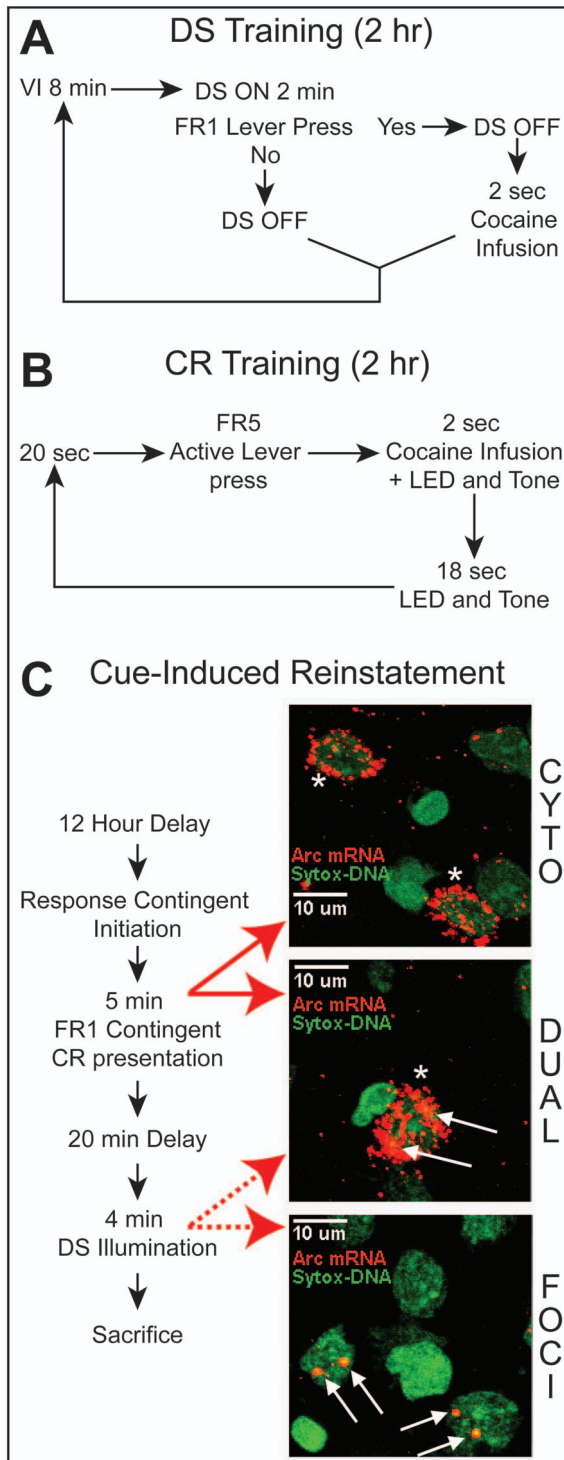 A
DS Training (2 hr)
VI 8 min
DS ON 2 min
FR1 Lever Press
Yes
DS OFF
No
DS OFF
2 sec
Cocaine
Infusion
B
CR Training (2 hr)
20 sec
FR5
Active Lever
press
2 sec
Cocaine Infusion
+ LED and Tone
18 sec
LED and Tone
C
Cue-Induced Reinstatement
12 Hour Delay
Response Contingent
Initiation
5 min
FR1 Contingent
CR presentation
20 min Delay
4 min
DS Illumination
Sacrifice
*
*
Arc mRNA
Sytox-DNA
10 um
CYTO
10 um
Arc mRNA
Sytox-DNA
*
DUAL
10 um
Arc mRNA
Sytox-DNA
FOCI